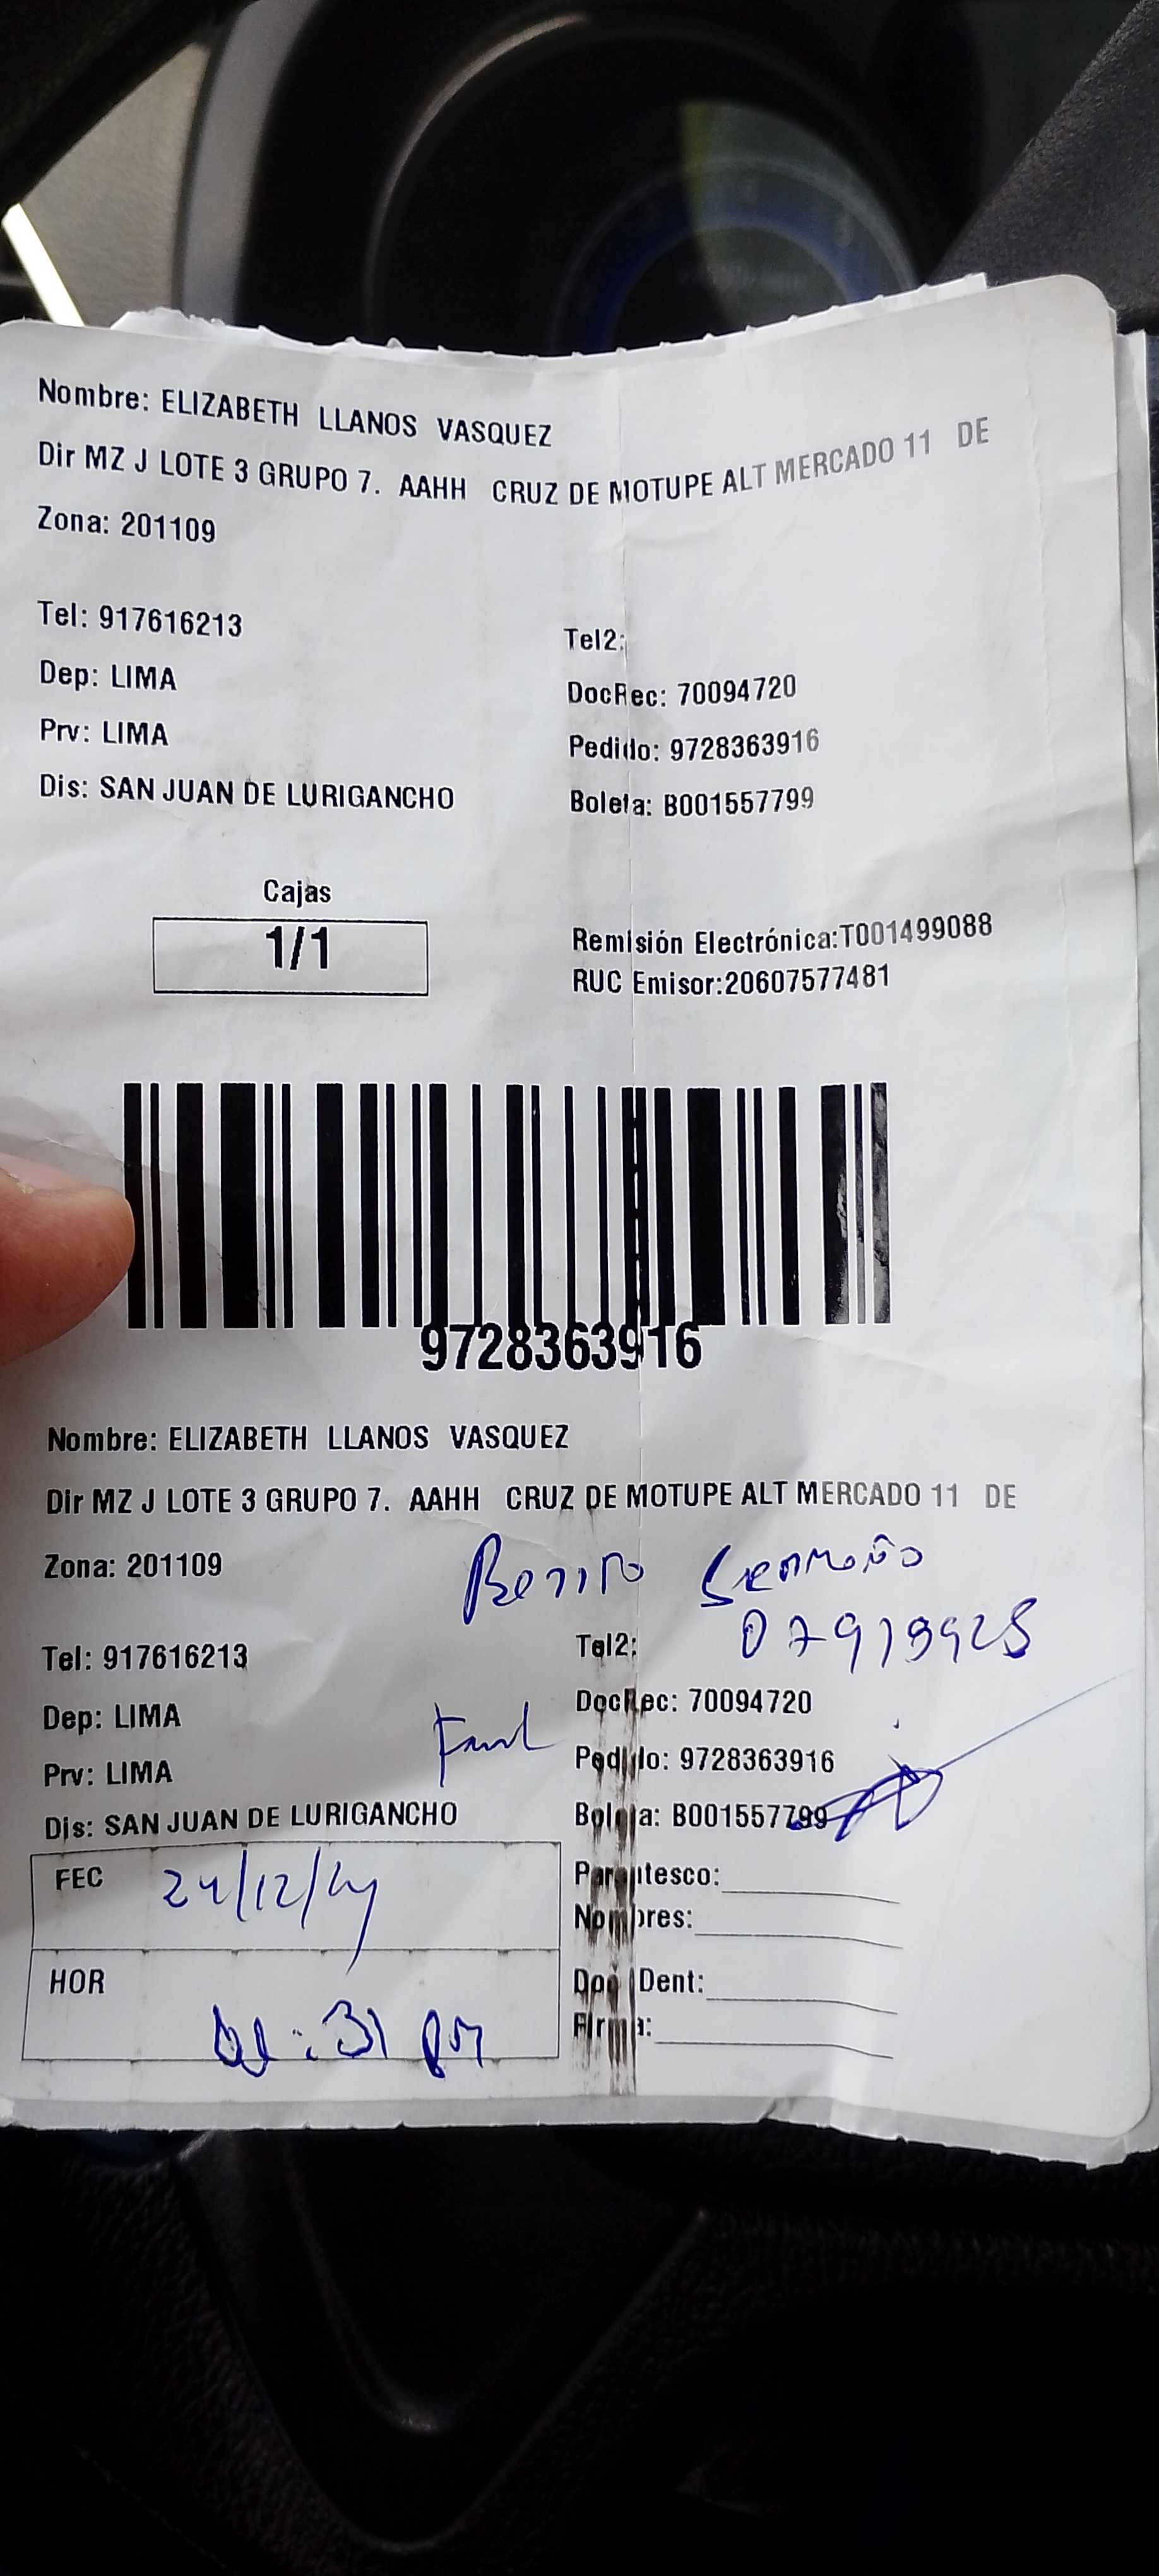 Nombre: ELIZABETH LLANOS VASQUEZ
Dir MZ J LOTE 3 GRUPO 7. AAHH CRUZ DE MOTUPE ALT MERCADO 11 DE
Zona: 201109
Tel: 917616213
Tel2:
Dep: LIMA
DocRec: 70094720
Prv: LIMA
Pedido: 9728363916
Dis: SAN JUAN DE LURIGANCHO
Boleta: B001557799
Cajas
1/1
Remisión Electrónica:T001499088
RUC Emisor:20607577481
9728363916
Nombre: ELIZABETH LLANOS VASQUEZ
Dir MZ J LOTE 3 GRUPO 7. AAHH CRUZ DE MOTUPE ALT MERCADO 11 DE
Zona: 201109
Tel: 917616213
Tel2:
Dep: LIMA
DocRec: 70094720
Prv: LIMA
Pedido: 9728363916
Dis: SAN JUAN DE LURIGANCHO
Boleta: B001557799
FEC 24/12/24
Parentesco:
Nombres:
HOR
Doc Dent:
Firma: